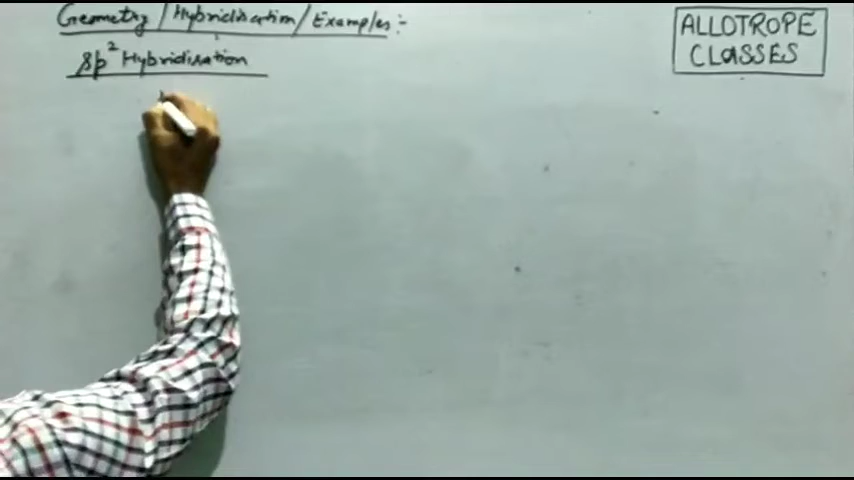 Geometry / Hybridisation / Examples :-
sp² Hybridisation
ALLOTROPE
CLASSES